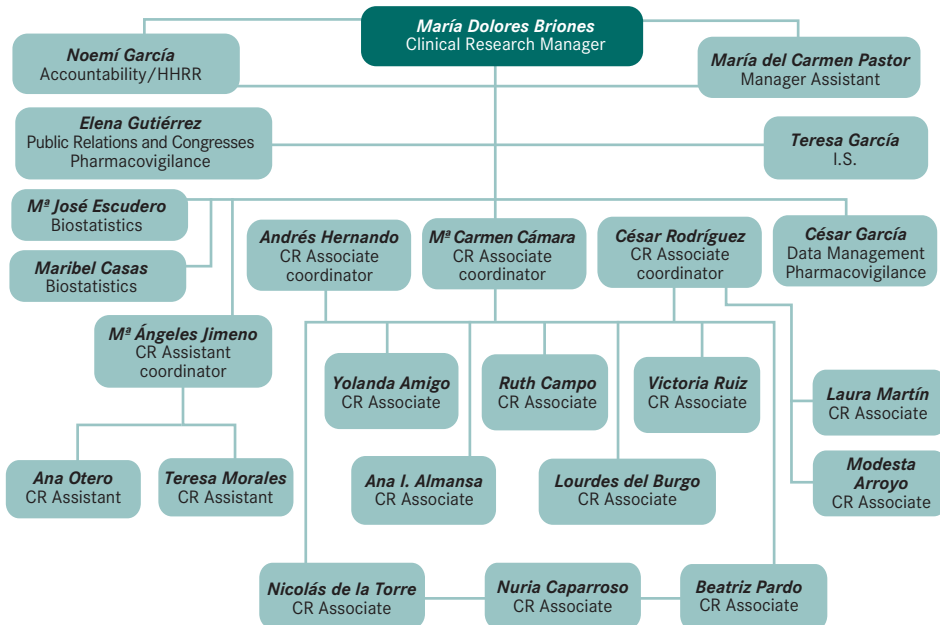 María Dolores Briones
Clinical Research Manager
Noemí García
Accountability/HHRR
María del Carmen Pastor
Manager Assistant
Elena Gutiérrez
Public Relations and Congresses
Pharmacovigilance
Teresa García
I.S.
Mª José Escudero
Biostatistics
Maribel Casas
Biostatistics
Andrés Hernando
CR Associate
coordinator
Mª Carmen Cámara
CR Associate
coordinator
César Rodríguez
CR Associate
coordinator
César García
Data Management
Pharmacovigilance
Mª Ángeles Jimeno
CR Assistant
coordinator
Yolanda Amigo
CR Associate
Ruth Campo
CR Associate
Victoria Ruiz
CR Associate
Laura Martín
CR Associate
Ana Otero
CR Assistant
Teresa Morales
CR Assistant
Ana I. Almansa
CR Associate
Lourdes del Burgo
CR Associate
Modesta
Arroyo
CR Associate
Nicolás de la Torre
CR Associate
Nuria Caparroso
CR Associate
Beatriz Pardo
CR Associate